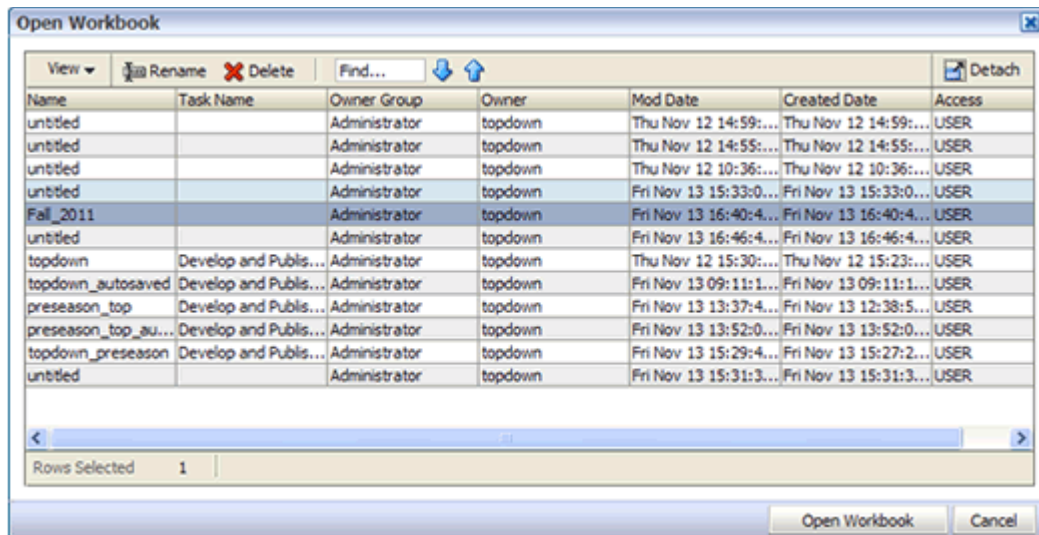 Open Workbook
View Rename Delete Find... Detach
Name Task Name Owner Group Owner Mod Date Created Date Access
untitled Administrator topdown Thu Nov 12 14:59:... Thu Nov 12 14:59:... USER
untitled Administrator topdown Thu Nov 12 14:55:... Thu Nov 12 14:55:... USER
untitled Administrator topdown Thu Nov 12 10:36:... Thu Nov 12 10:36:... USER
untitled Administrator topdown Fri Nov 13 15:33:0... Fri Nov 13 15:33:0... USER
Fall_2011 Administrator topdown Fri Nov 13 16:40:4... Fri Nov 13 16:40:4... USER
untitled Administrator topdown Fri Nov 13 16:46:4... Fri Nov 13 16:46:4... USER
topdown Develop and Publis... Administrator topdown Thu Nov 12 15:30:... Thu Nov 12 15:23:... USER
topdown_autosaved Develop and Publis... Administrator topdown Fri Nov 13 09:11:1... Fri Nov 13 09:11:1... USER
preseason_top Develop and Publis... Administrator topdown Fri Nov 13 13:37:4... Fri Nov 13 12:38:5... USER
preseason_top_au... Develop and Publis... Administrator topdown Fri Nov 13 13:52:0... Fri Nov 13 13:52:0... USER
topdown_preseason Develop and Publis... Administrator topdown Fri Nov 13 15:29:4... Fri Nov 13 15:27:2... USER
untitled Administrator topdown Fri Nov 13 15:31:3... Fri Nov 13 15:31:3... USER
Rows Selected 1
Open Workbook Cancel